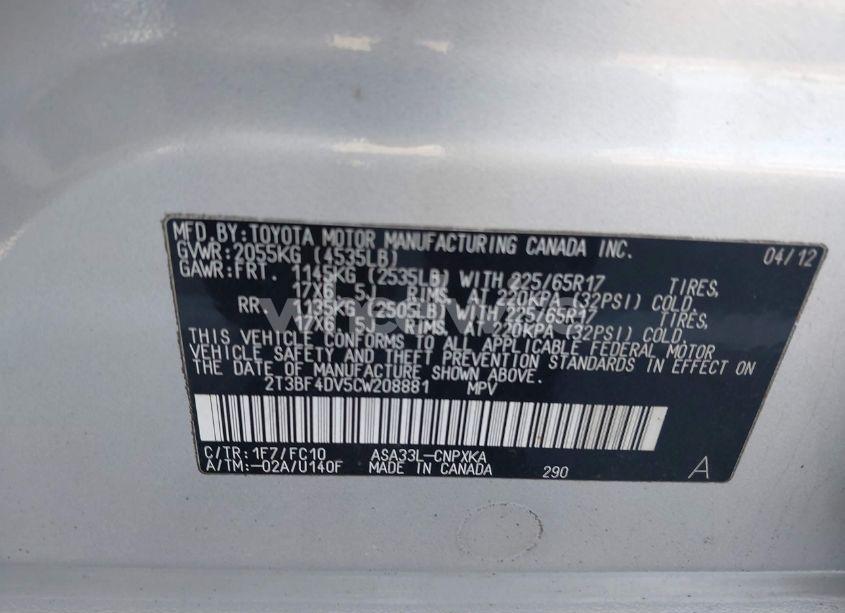 MFD.BY:TOYOTA MOTOR MANUFACTURING CANADA INC. 04/12
GVWR:2055KG (4535LB)
GAWR:FRT. 1145KG (2535LB) WITH 225/65R17 TIRES,
17X6.5J RIMS, AT 220KPA (32PSI) COLD.
RR. 1135KG (2505LB) WITH 225/65R17 TIRES,
17X6.5J RIMS, AT 220KPA (32PSI) COLD.
THIS VEHICLE CONFORMS TO ALL APPLICABLE FEDERAL MOTOR
VEHICLE SAFETY AND THEFT PREVENTION STANDARDS IN EFFECT ON
THE DATE OF MANUFACTURE SHOWN ABOVE.
2T3BF4DV5CW208881 MPV
C/TR:1F7/FC10 ASA33L-CNPXKA
A/TM:-02A/U140F MADE IN CANADA 290 A